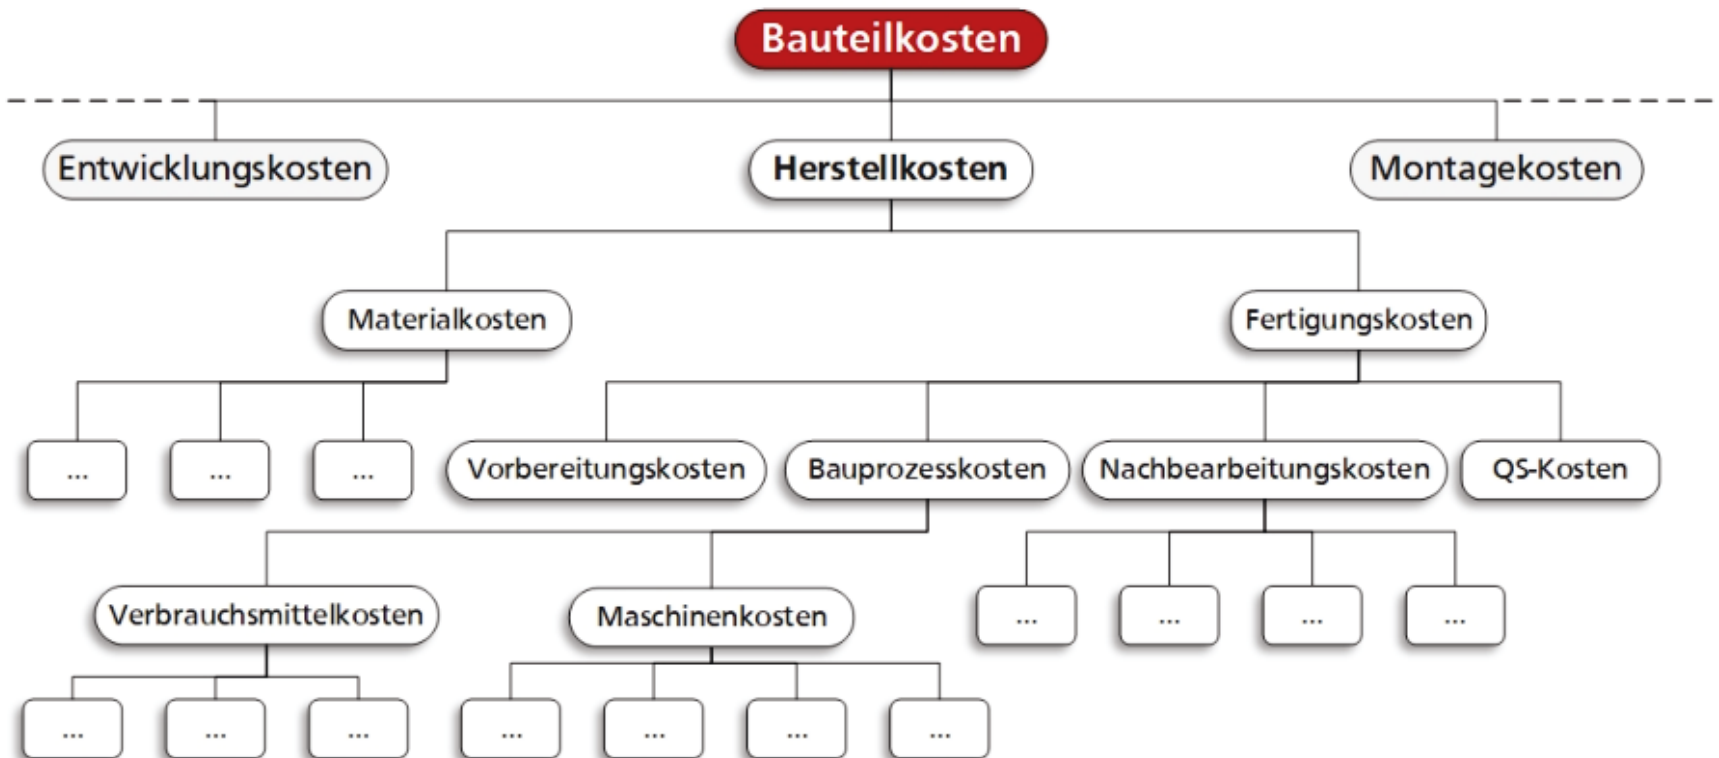 Bauteilkosten
Entwicklungskosten
Herstellkosten
Montagekosten
Materialkosten
Fertigungskosten
...
...
...
Vorbereitungskosten
Bauprozesskosten
Nachbearbeitungskosten
QS-Kosten
Verbrauchsmittelkosten
Maschinenkosten
...
...
...
...
...
...
...
...
...
...
...